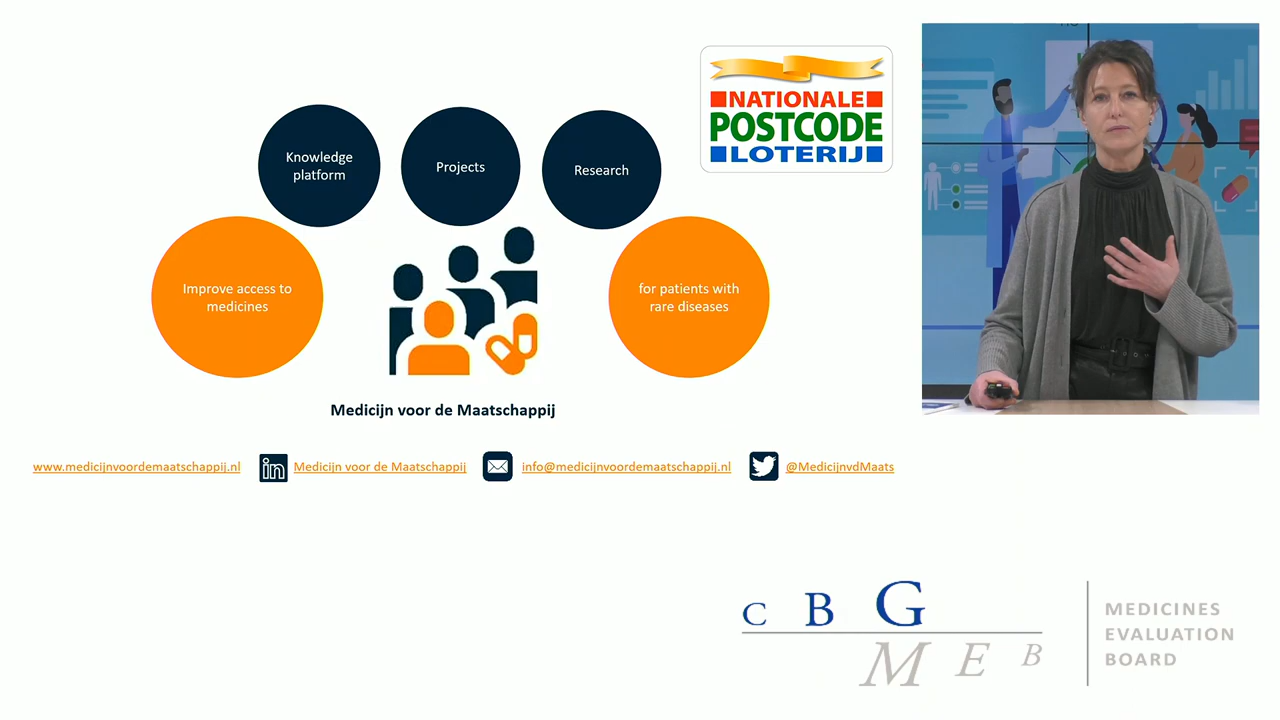 NATIONALE
POSTCODE
LOTERIJ
Knowledge
platform
Projects
Research
Improve access to
medicines
for patients with
rare diseases
Medicijn voor de Maatschappij
www.medicijnvoordemaatschappij.nl
in Medicijn voor de Maatschappij
info@medicijnvoordemaatschappij.nl
@MedicijnvdMaats
C B G
M E B
MEDICINES
EVALUATION
BOARD